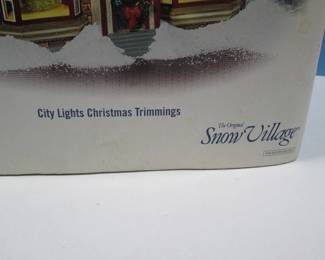 City Lights Christmas Trimmings
The Original
Snow Village